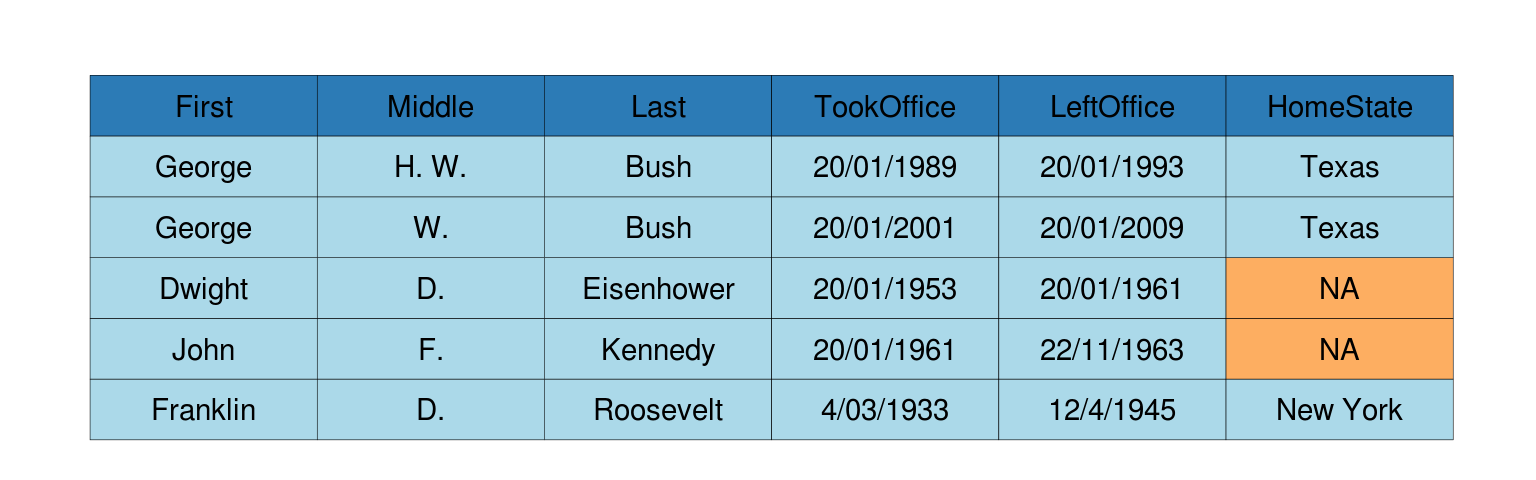 First Middle Last TookOffice LeftOffice HomeState
George H. W. Bush 20/01/1989 20/01/1993 Texas
George W. Bush 20/01/2001 20/01/2009 Texas
Dwight D. Eisenhower 20/01/1953 20/01/1961 NA
John F. Kennedy 20/01/1961 22/11/1963 NA
Franklin D. Roosevelt 4/03/1933 12/4/1945 New York